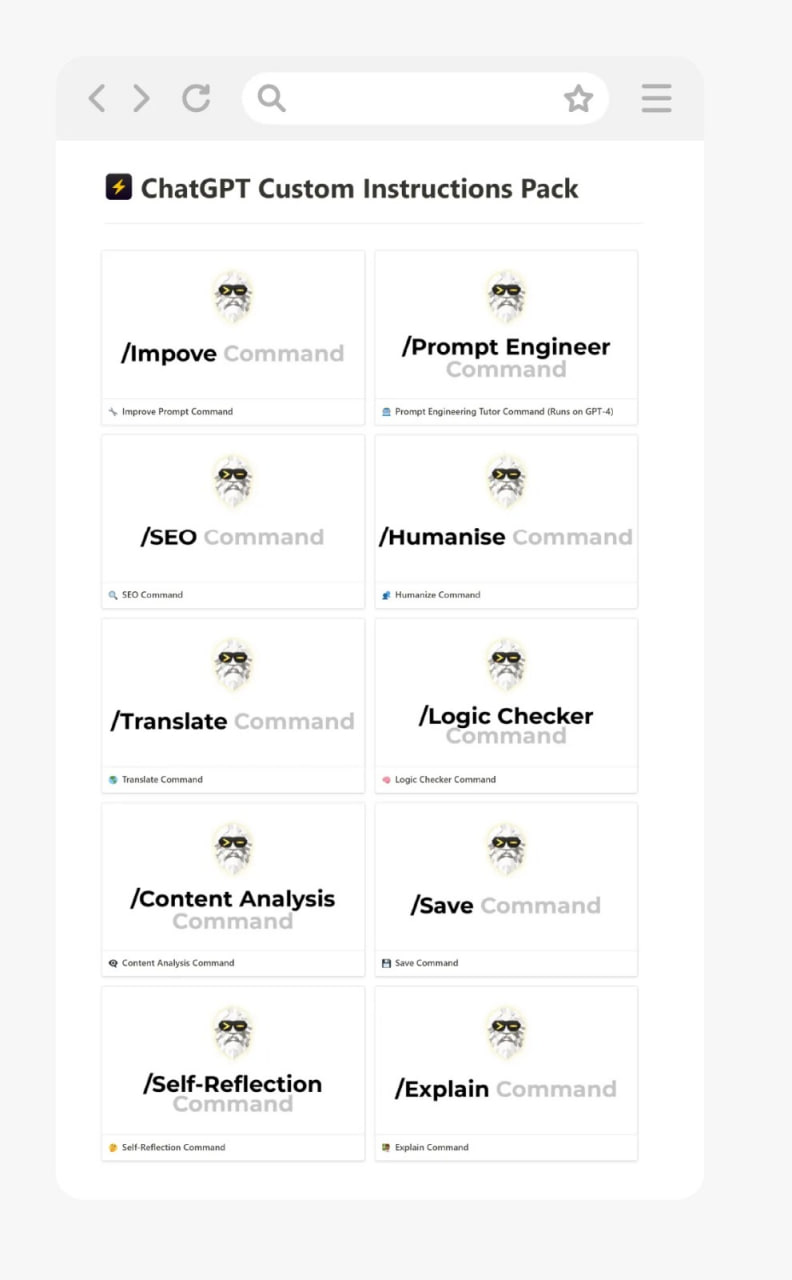 ChatGPT Custom Instructions Pack
/Impove Command
Improve Prompt Command
/Prompt Engineer
Command
Prompt Engineering Tutor Command (Runs on GPT-4)
/SEO Command
SEO Command
/Humanise Command
Humanize Command
/Translate Command
Translate Command
/Logic Checker
Command
Logic Checker Command
/Content Analysis
Command
Content Analysis Command
/Save Command
Save Command
/Self-Reflection
Command
Self-Reflection Command
/Explain Command
Explain Command